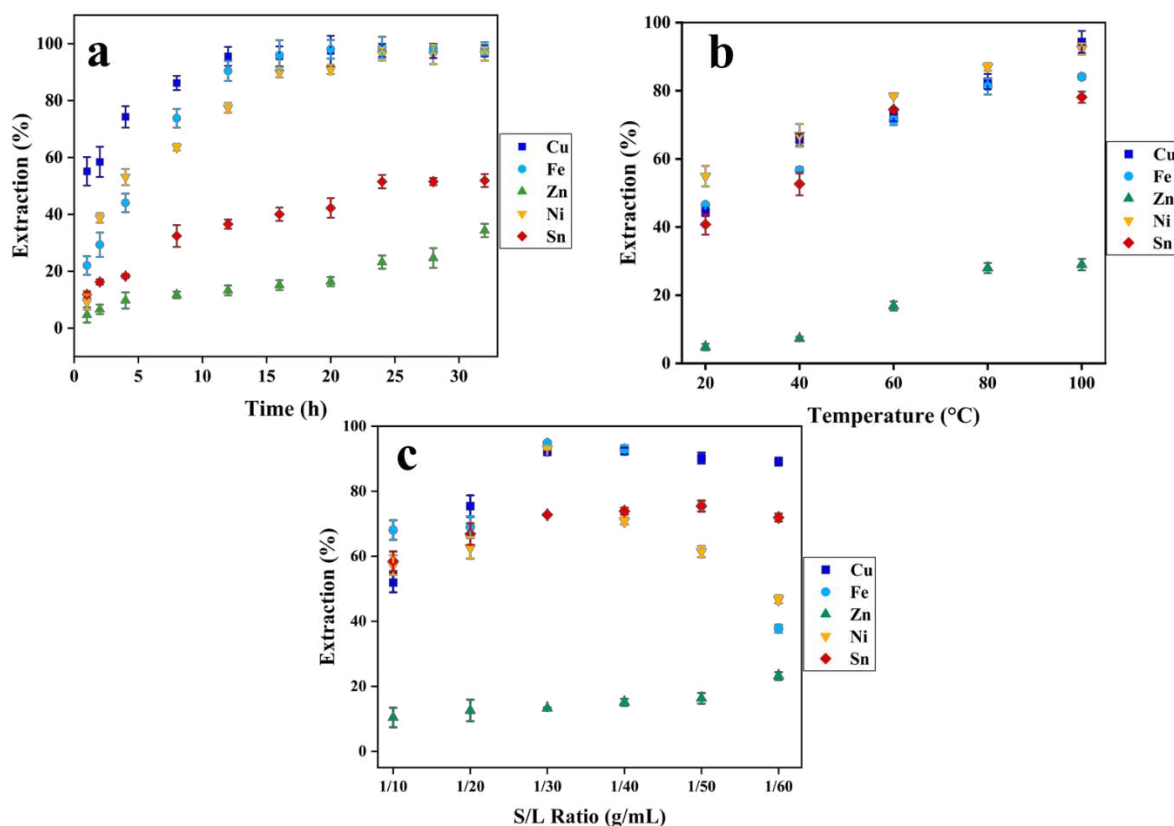 a
Extraction (%)
100
80
60
40
20
0
0 5 10 15 20 25 30
Time (h)
Cu
Fe
Zn
Ni
Sn
b
Extraction (%)
100
80
60
40
20
0
20 40 60 80 100
Temperature (°C)
Cu
Fe
Zn
Ni
Sn
c
Extraction (%)
100
80
60
40
20
0
1/10 1/20 1/30 1/40 1/50 1/60
S/L Ratio (g/mL)
Cu
Fe
Zn
Ni
Sn